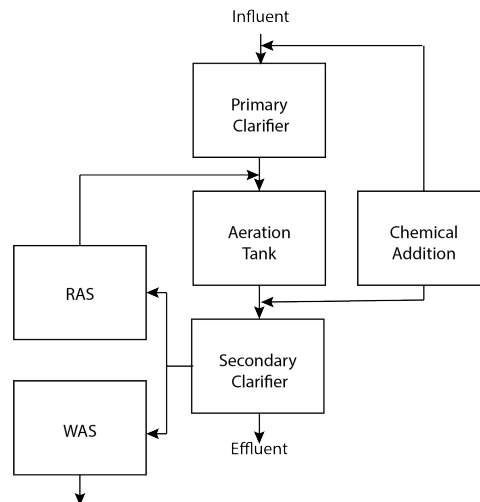 Influent
Primary
Clarifier
Aeration
Tank
Chemical
Addition
RAS
Secondary
Clarifier
WAS
Effluent